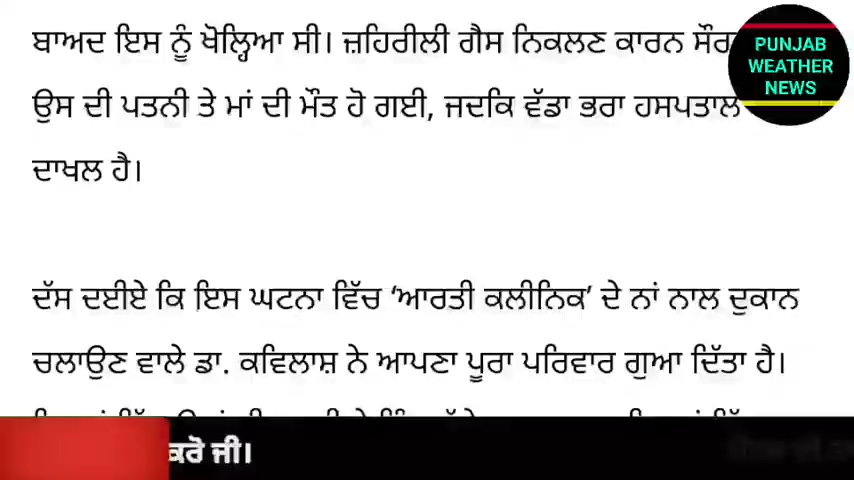 ਬਾਅਦ ਇਸ ਨੂੰ ਖੋਲ੍ਹਿਆ ਸੀ। ਜ਼ਹਿਰੀਲੀ ਗੈਸ ਨਿਕਲਣ ਕਾਰਨ
PUNJAB
WEATHER
NEWS
ਉਸ ਦੀ ਪਤਨੀ ਤੇ ਮਾਂ ਦੀ ਮੌਤ ਹੋ ਗਈ, ਜਦਕਿ ਵੱਡਾ ਭਰਾ ਹਸਪਤਾਲ
ਦਾਖਲ ਹੈ।
ਦੱਸ ਦਈਏ ਕਿ ਇਸ ਘਟਨਾ ਵਿੱਚ ‘ਆਰਤੀ ਕਲੀਨਿਕ’ ਦੇ ਨਾਂ ਨਾਲ ਦੁਕਾਨ
ਚਲਾਉਣ ਵਾਲੇ ਡਾ. ਕਵਿਲਾਸ਼ ਨੇ ਆਪਣਾ ਪੂਰਾ ਪਰਿਵਾਰ ਗੁਆ ਦਿੱਤਾ ਹੈ।
ਕਰੋ ਜੀ।